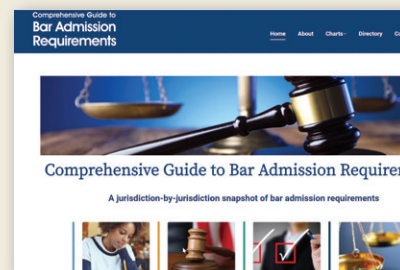 Comprehensive Guide to
Bar Admission
Requirements
Home About Charts Directory
Comprehensive Guide to Bar Admission
A jurisdiction-by-jurisdiction snapshot of bar admission requirements